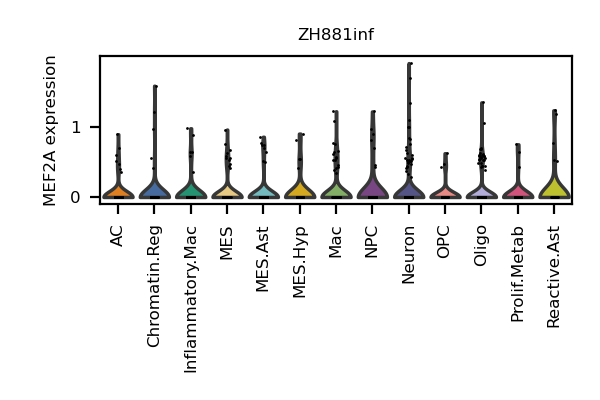 ZH881inf
MEF2A expression
1
0
AC
Chromatin.Reg
Inflammatory.Mac
MES
MES.Ast
MES.Hyp
Mac
NPC
Neuron
OPC
Oligo
Prolif.Metab
Reactive.Ast